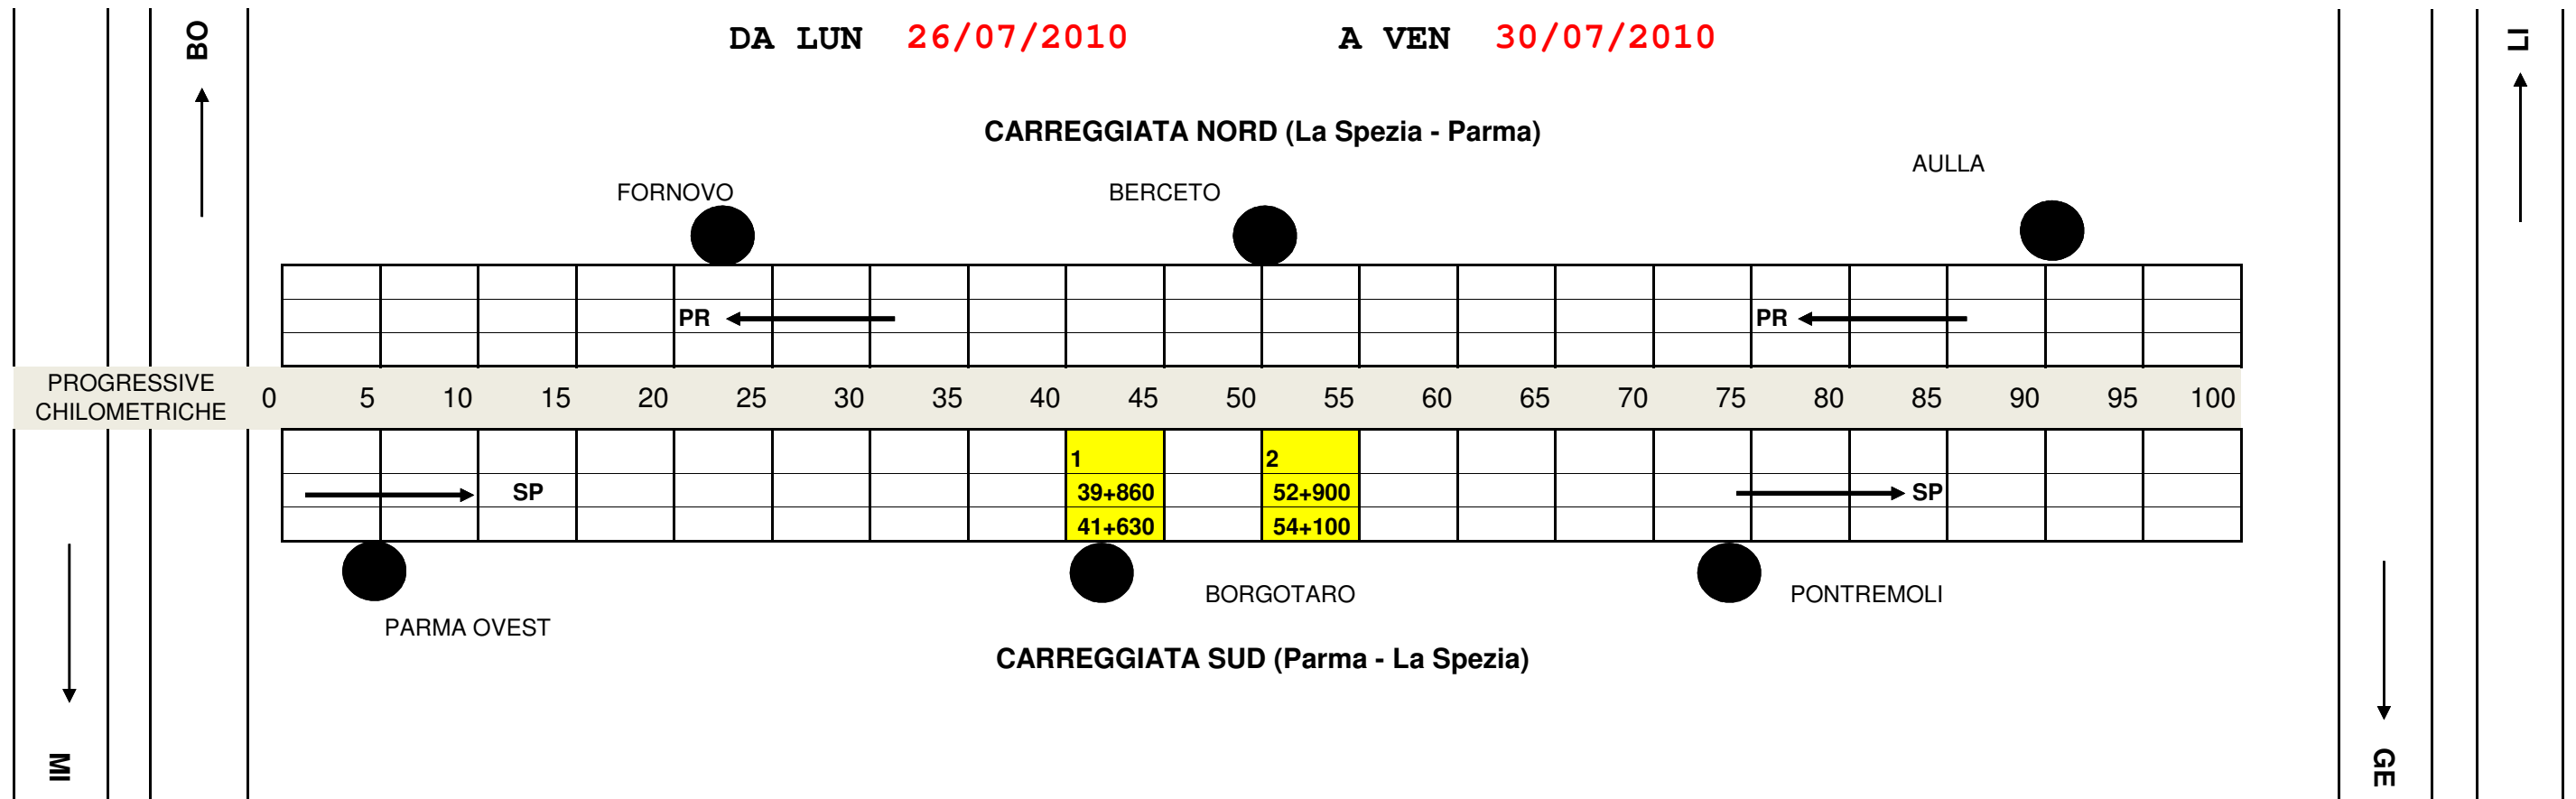 BO
DA LUN 26/07/2010 A VEN 30/07/2010
LI
CARREGGIATA NORD (La Spezia - Parma)
AULLA
FORNOVO BERCETO
PR PR
PROGRESSIVE
CHILOMETRICHE
0 5 10 15 20 25 30 35 40 45 50 55 60 65 70 75 80 85 90 95 100
1 2
SP 39+860 52+900 SP
41+630 54+100
BORGOTARO PONTREMOLI
PARMA OVEST
CARREGGIATA SUD (Parma - La Spezia)
MI
GE